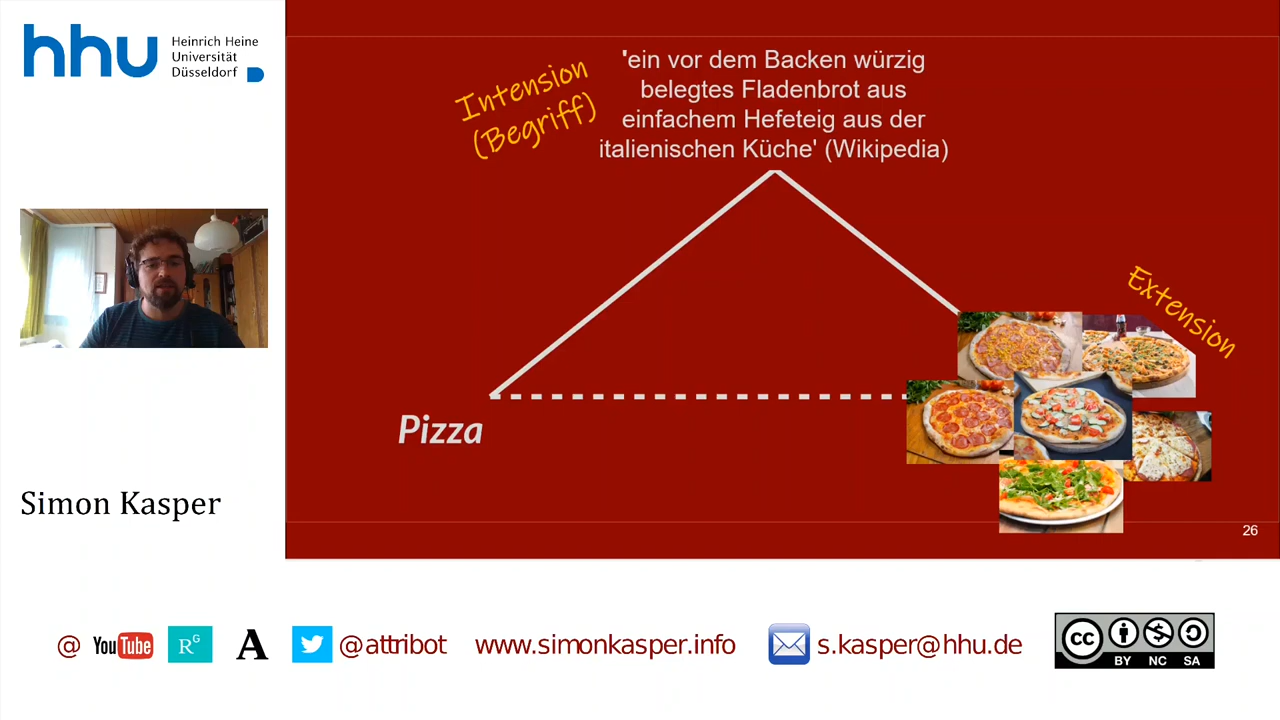 hhu
Heinrich Heine
Universität
Düsseldorf
Intension
(Begriff)
'ein vor dem Backen würzig
belegtes Fladenbrot aus
einfachem Hefeteig aus der
italienischen Küche' (Wikipedia)
Extension
Pizza
Simon Kasper
26
@ YouTube RG A @attribot www.simonkasper.info s.kasper@hhu.de
cc
BY NC SA